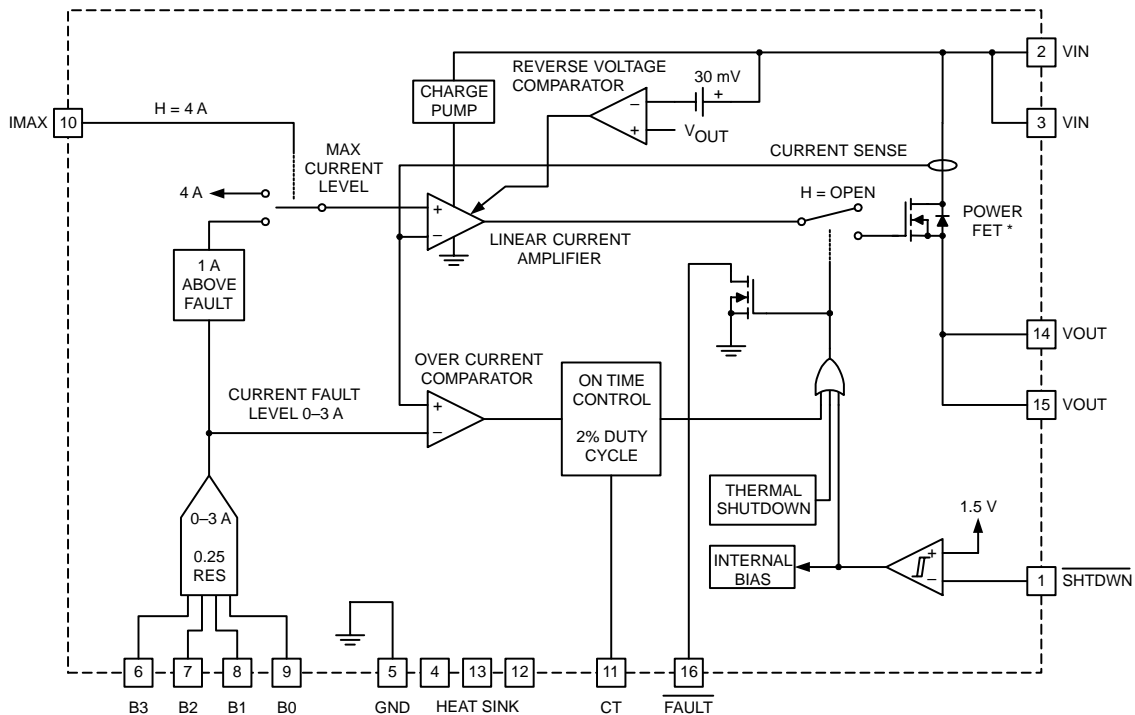 REVERSE VOLTAGE
COMPARATOR
30 mV
+
2
VIN
CHARGE
PUMP
−
+
VOUT
IMAX
10
H = 4 A
3
VIN
MAX
CURRENT
LEVEL
CURRENT SENSE
4 A
+
−
H = OPEN
LINEAR CURRENT
AMPLIFIER
POWER
FET *
1 A
ABOVE
FAULT
14
VOUT
OVER CURRENT
COMPARATOR
ON TIME
CONTROL
2% DUTY
CYCLE
CURRENT FAULT
LEVEL 0–3 A
+
−
15
VOUT
THERMAL
SHUTDOWN
0–3 A
0.25
RES
1.5 V
INTERNAL
BIAS
+
−
1
SHTDWN
6
7
8
9
5
4
13
12
11
16
B3
B2
B1
B0
GND
HEAT SINK
CT
FAULT